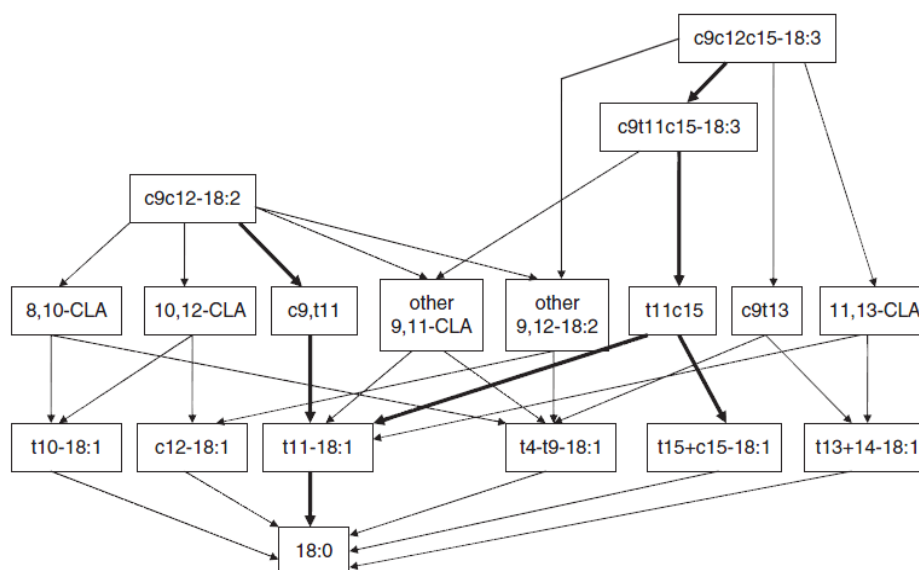 c9c12c15-18:3
c9t11c15-18:3
c9c12-18:2
8,10-CLA
10,12-CLA
c9,t11
other
9,11-CLA
other
9,12-18:2
t11c15
c9t13
11,13-CLA
t10-18:1
c12-18:1
t11-18:1
t4-t9-18:1
t15+c15-18:1
t13+14-18:1
18:0